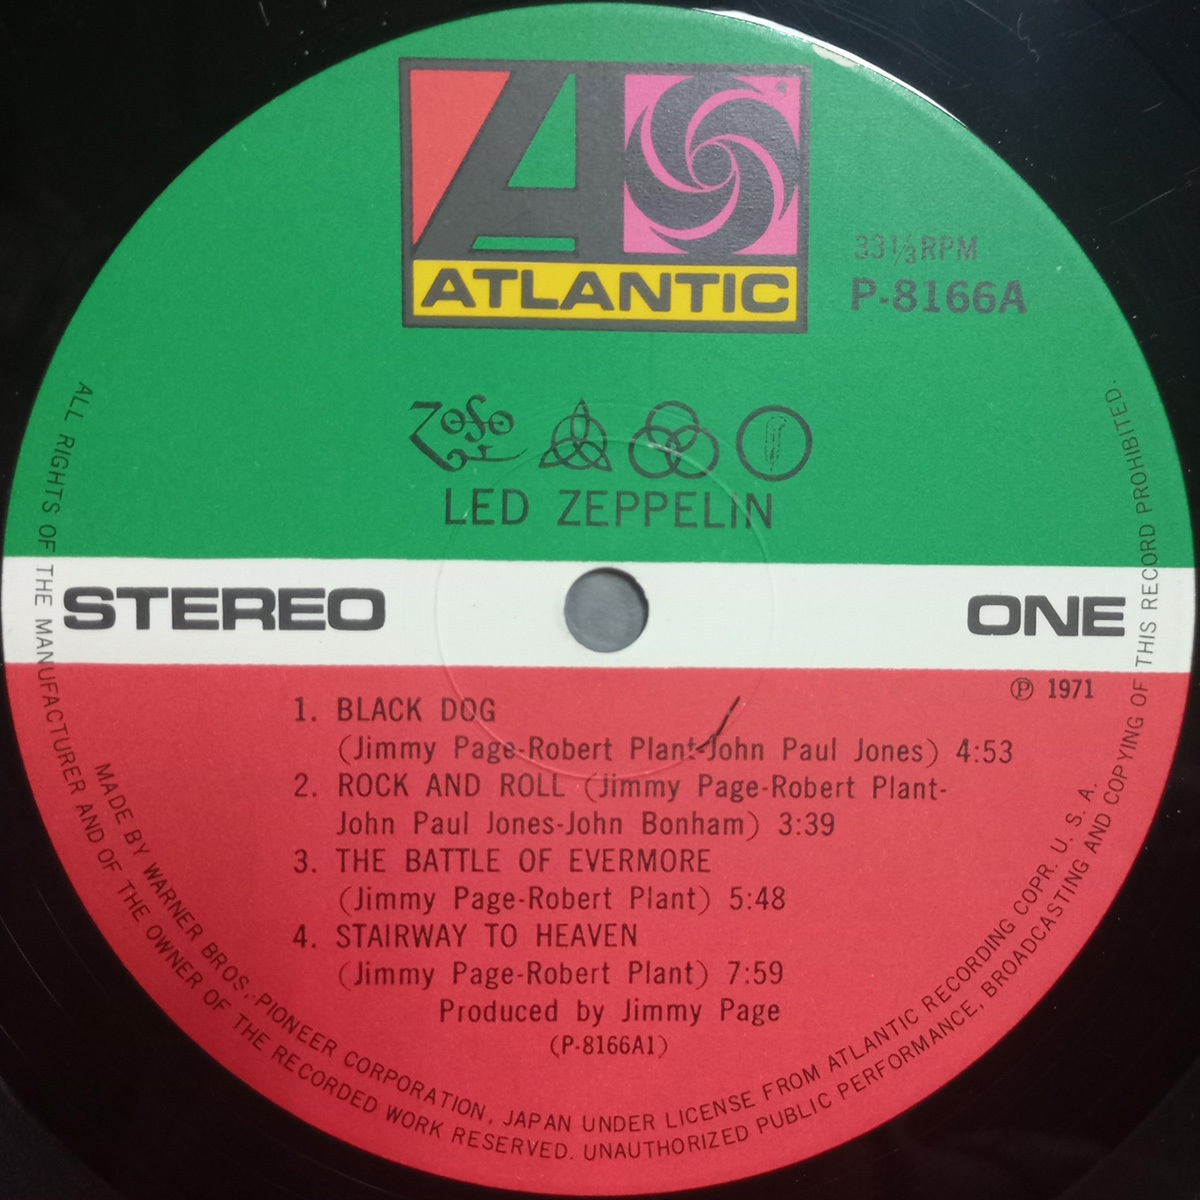 ATLANTIC
33⅓RPM
P-8166A
LED ZEPPELIN
STEREO
ONE
Ⓟ 1971
1. BLACK DOG
(Jimmy Page-Robert Plant-John Paul Jones) 4:53
2. ROCK AND ROLL (Jimmy Page-Robert Plant-
John Paul Jones-John Bonham) 3:39
3. THE BATTLE OF EVERMORE
(Jimmy Page-Robert Plant) 5:48
4. STAIRWAY TO HEAVEN
(Jimmy Page-Robert Plant) 7:59
Produced by Jimmy Page
(P-8166A1)
MADE BY WARNER BROS.-PIONEER CORPORATION, JAPAN UNDER LICENSE FROM ATLANTIC RECORDING COPR. U. S. A.
ALL RIGHTS OF THE MANUFACTURER AND OF THE OWNER OF THE RECORDED WORK RESERVED. UNAUTHORIZED PUBLIC PERFORMANCE, BROADCASTING AND COPYING OF THIS RECORD PROHIBITED.